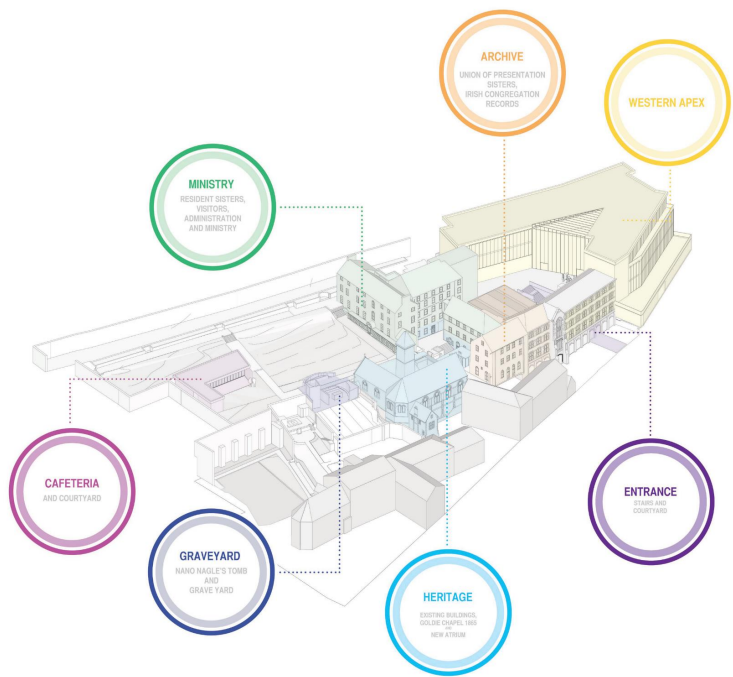 ARCHIVE
UNION OF PRESENTATION
SISTERS,
IRISH CONGREGATION
RECORDS
WESTERN APEX
MINISTRY
RESIDENT SISTERS,
VISITORS,
ADMINISTRATION
AND MINISTRY
CAFETERIA
AND COURTYARD
ENTRANCE
STAIRS AND
COURTYARD
GRAVEYARD
NANO NAGLE'S TOMB
AND
GRAVE YARD
HERITAGE
EXISTING BUILDINGS,
GOLDIE CHAPEL 1865
AND
NEW ATRIUM